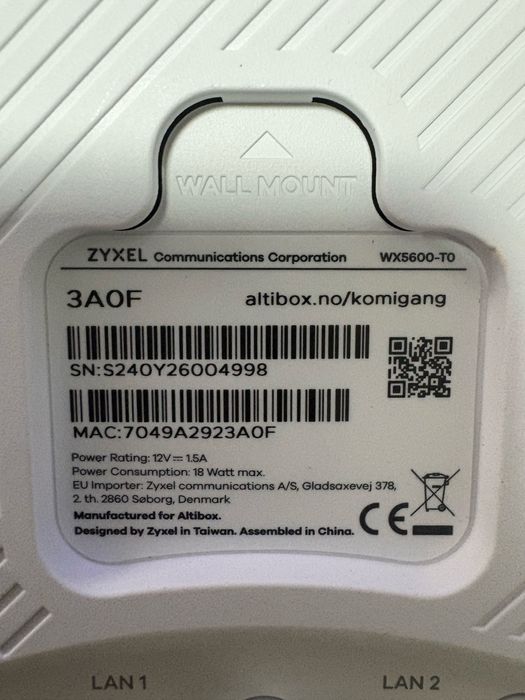 WALL MOUNT
ZYXEL Communications Corporation WX5600-T0
3A0F altibox.no/komigang
SN:S240Y26004998
MAC:7049A2923A0F
Power Rating: 12V⎓1.5A
Power Consumption: 18 Watt max.
EU Importer: Zyxel communications A/S, Gladsaxevej 378,
2. th. 2860 Søborg, Denmark
Manufactured for Altibox.
Designed by Zyxel in Taiwan. Assembled in China. CE
LAN 1 LAN 2